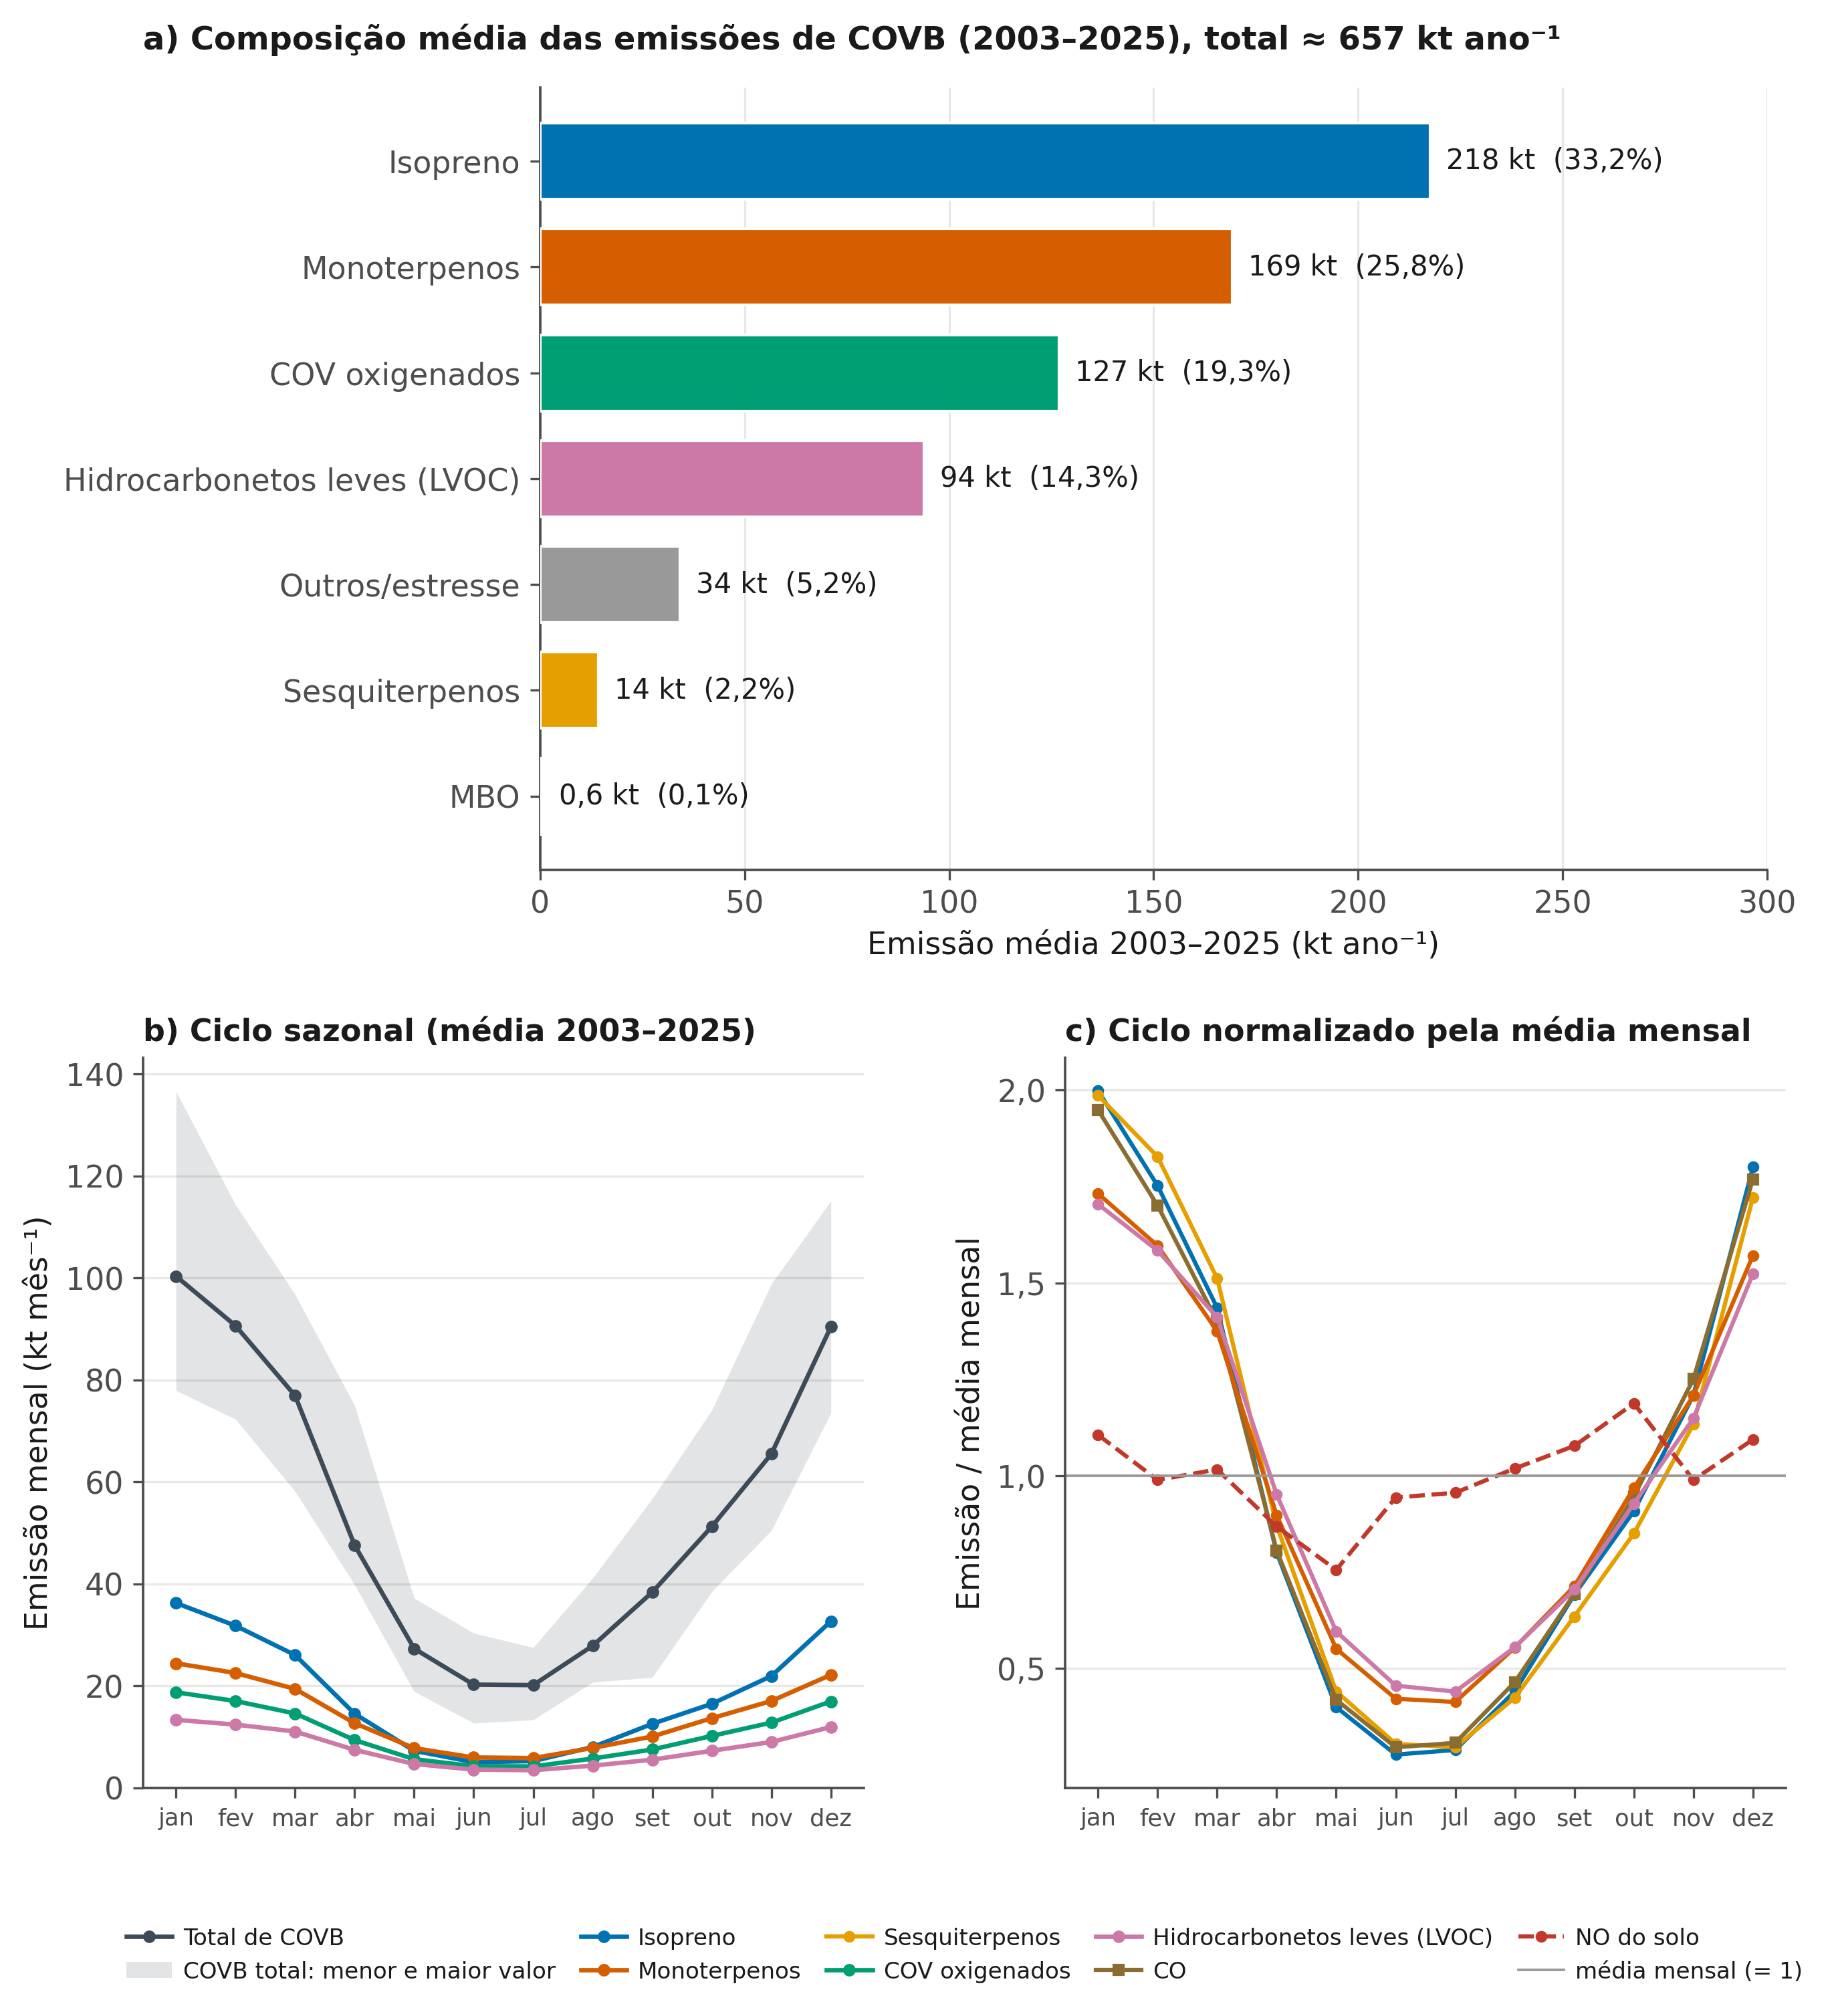 a) Composição média das emissões de COVB (2003–2025), total ≈ 657 kt ano⁻¹
Isopreno
218 kt (33,2%)
Monoterpenos
169 kt (25,8%)
COV oxigenados
127 kt (19,3%)
Hidrocarbonetos leves (LVOC)
94 kt (14,3%)
Outros/estresse
34 kt (5,2%)
Sesquiterpenos
14 kt (2,2%)
MBO
0,6 kt (0,1%)
0 50 100 150 200 250 300
Emissão média 2003–2025 (kt ano⁻¹)
b) Ciclo sazonal (média 2003–2025)
Emissão mensal (kt mês⁻¹)
140
120
100
80
60
40
20
0
jan fev mar abr mai jun jul ago set out nov dez
c) Ciclo normalizado pela média mensal
Emissão / média mensal
2,0
1,5
1,0
0,5
jan fev mar abr mai jun jul ago set out nov dez
Total de COVB
COVB total: menor e maior valor
Isopreno
Monoterpenos
Sesquiterpenos
COV oxigenados
Hidrocarbonetos leves (LVOC)
CO
NO do solo
média mensal (= 1)